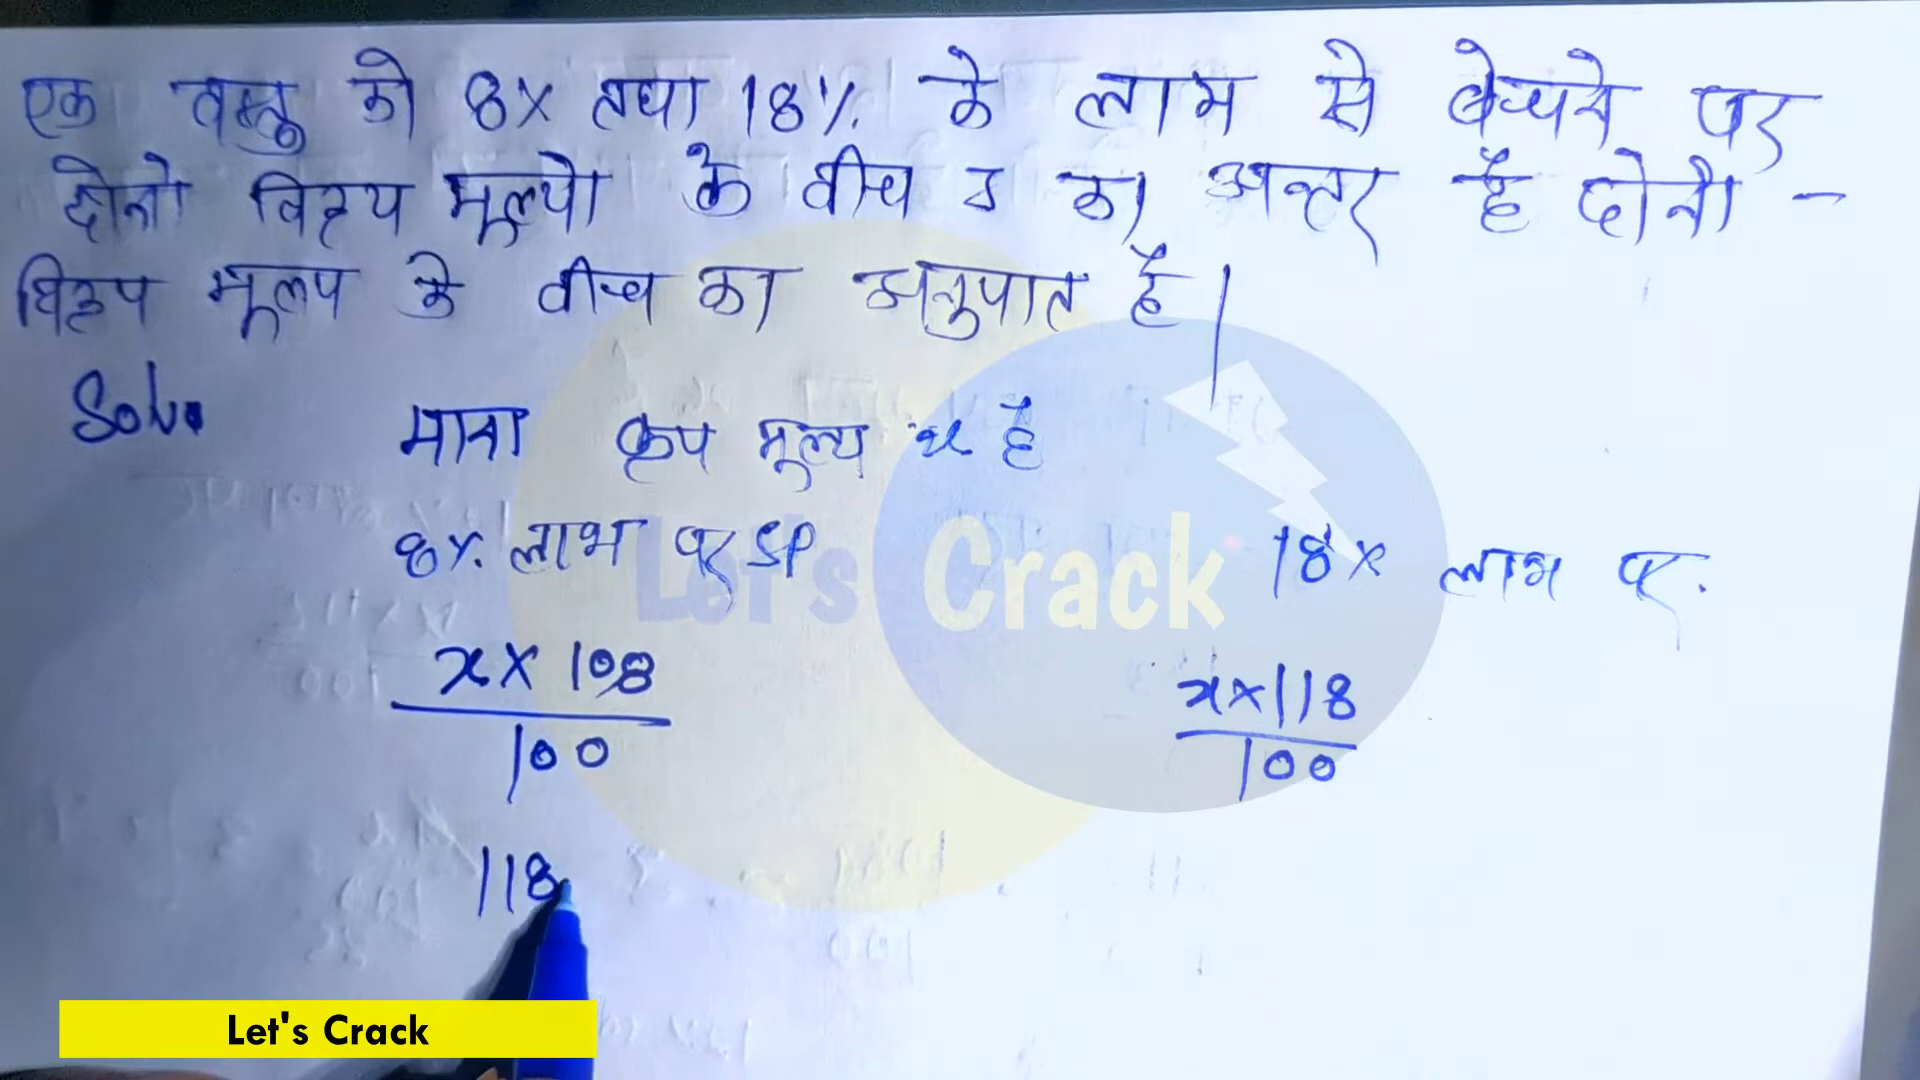 एक वस्तु को 8% तथा 18% के लाभ से बेचने पर
दोनो विक्रय मूल्यो के बीच 3 का अन्तर है दोनो -
विक्रय मूल्य के बीच का अनुपात है |
Solve माना क्रय मूल्य x है
8% लाभ पर SP 18% लाभ पर.
x×108 x×118
100 100
118
Let's Crack
Let's Crack